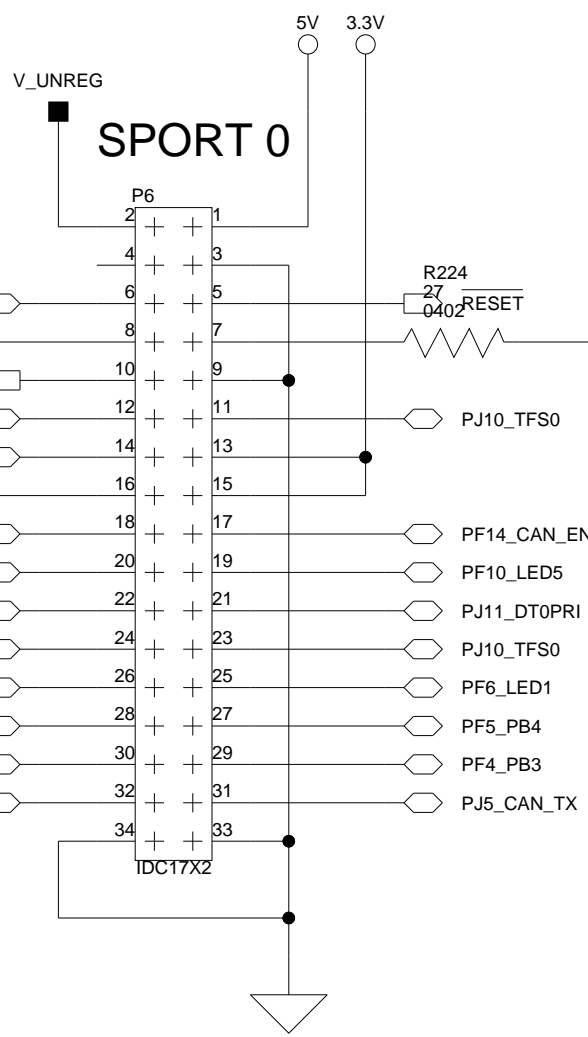 5V 3.3V
V_UNREG
SPORT 0
P6
2 1
4 3
R224
6 5 27 RESET
0402
8 7
10 9
12 11 PJ10_TFS0
14 13
16 15
18 17 PF14_CAN_EN
20 19 PF10_LED5
22 21 PJ11_DT0PRI
24 23 PJ10_TFS0
26 25 PF6_LED1
28 27 PF5_PB4
30 29 PF4_PB3
32 31 PJ5_CAN_TX
34 33
IDC17X2